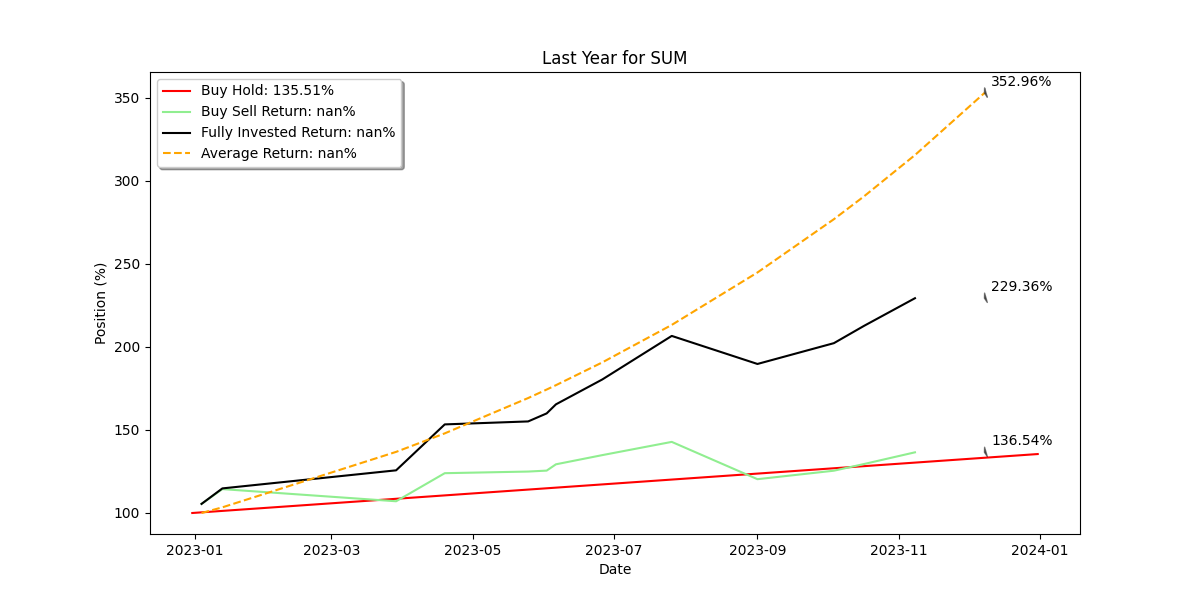 Last Year for SUM
Buy Hold: 135.51%
Buy Sell Return: nan%
Fully Invested Return: nan%
Average Return: nan%
352.96%
229.36%
136.54%
Position (%)
350
300
250
200
150
100
2023-01 2023-03 2023-05 2023-07 2023-09 2023-11 2024-01
Date